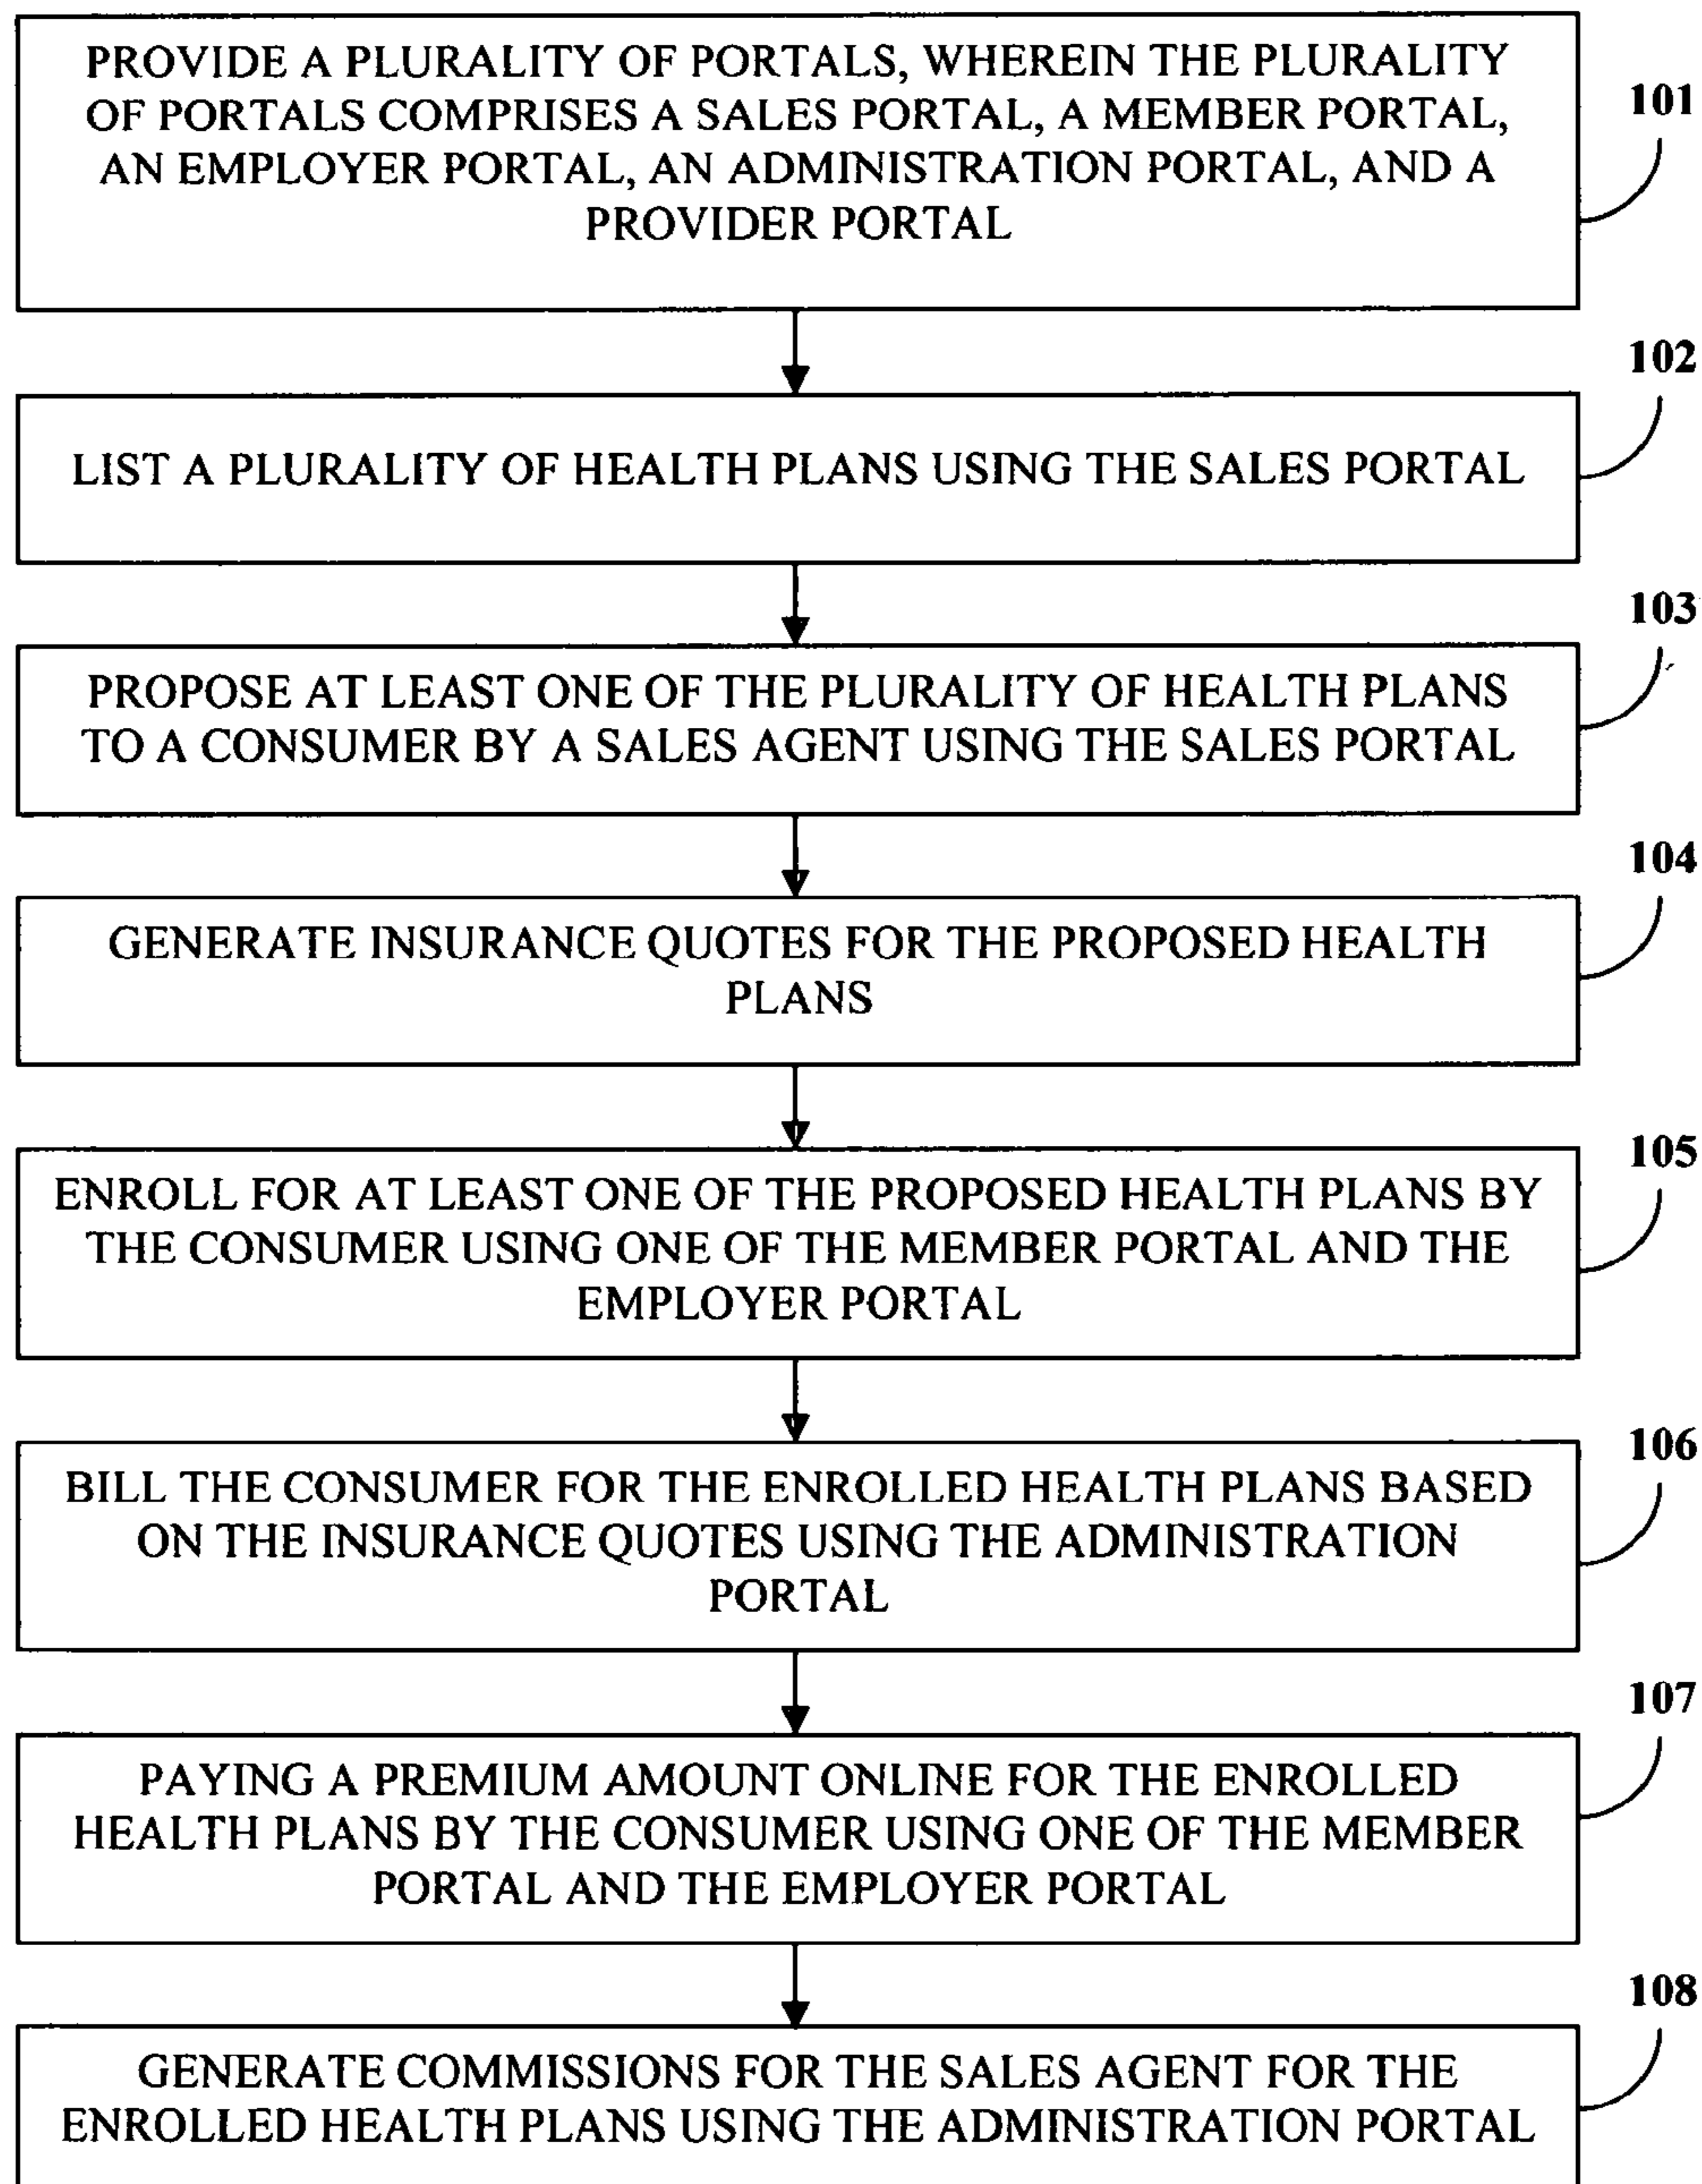 PROVIDE A PLURALITY OF PORTALS, WHEREIN THE PLURALITY
OF PORTALS COMPRISES A SALES PORTAL, A MEMBER PORTAL,
AN EMPLOYER PORTAL, AN ADMINISTRATION PORTAL, AND A
PROVIDER PORTAL
101
LIST A PLURALITY OF HEALTH PLANS USING THE SALES PORTAL
102
PROPOSE AT LEAST ONE OF THE PLURALITY OF HEALTH PLANS
TO A CONSUMER BY A SALES AGENT USING THE SALES PORTAL
103
GENERATE INSURANCE QUOTES FOR THE PROPOSED HEALTH
PLANS
104
ENROLL FOR AT LEAST ONE OF THE PROPOSED HEALTH PLANS BY
THE CONSUMER USING ONE OF THE MEMBER PORTAL AND THE
EMPLOYER PORTAL
105
BILL THE CONSUMER FOR THE ENROLLED HEALTH PLANS BASED
ON THE INSURANCE QUOTES USING THE ADMINISTRATION
PORTAL
106
PAYING A PREMIUM AMOUNT ONLINE FOR THE ENROLLED
HEALTH PLANS BY THE CONSUMER USING ONE OF THE MEMBER
PORTAL AND THE EMPLOYER PORTAL
107
GENERATE COMMISSIONS FOR THE SALES AGENT FOR THE
ENROLLED HEALTH PLANS USING THE ADMINISTRATION PORTAL
108